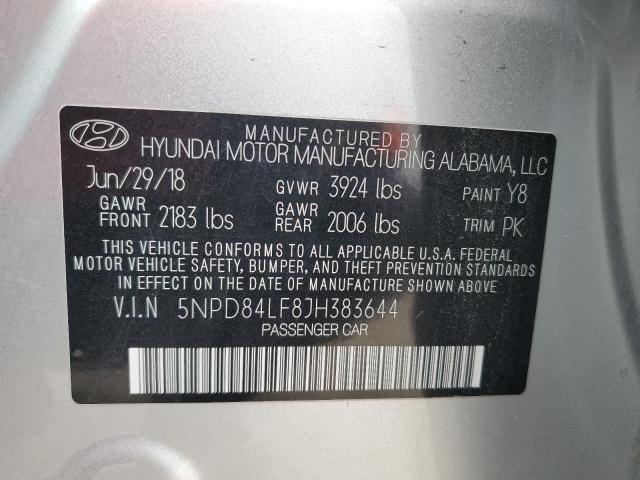 MANUFACTURED BY
HYUNDAI MOTOR MANUFACTURING ALABAMA, LLC
Jun/29/18 GVWR 3924 lbs PAINT Y8
GAWR FRONT 2183 lbs GAWR REAR 2006 lbs TRIM PK
THIS VEHICLE CONFORMS TO ALL APPLICABLE U.S.A. FEDERAL
MOTOR VEHICLE SAFETY, BUMPER, AND THEFT PREVENTION STANDARDS
IN EFFECT ON THE DATE OF MANUFACTURE SHOWN ABOVE.
V.I.N 5NPD84LF8JH383644
PASSENGER CAR